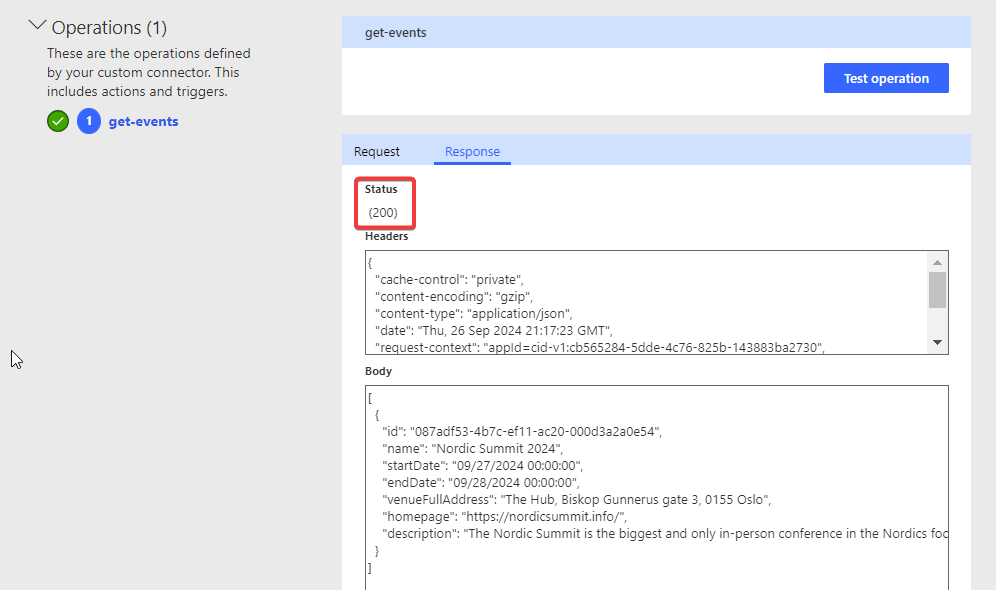 Operations (1)
These are the operations defined
by your custom connector. This
includes actions and triggers.
1 get-events
get-events
Test operation
Request Response
Status
(200)
Headers
{
"cache-control": "private",
"content-encoding": "gzip",
"content-type": "application/json",
"date": "Thu, 26 Sep 2024 21:17:23 GMT",
"request-context": "appId=cid-v1:cb565284-5dde-4c76-825b-143883ba2730",
Body
[
{
"id": "087adf53-4b7c-ef11-ac20-000d3a2a0e54",
"name": "Nordic Summit 2024",
"startDate": "09/27/2024 00:00:00",
"endDate": "09/28/2024 00:00:00",
"venueFullAddress": "The Hub, Biskop Gunnerus gate 3, 0155 Oslo",
"homepage": "https://nordicsummit.info/",
"description": "The Nordic Summit is the biggest and only in-person conference in the Nordics foc
}
]